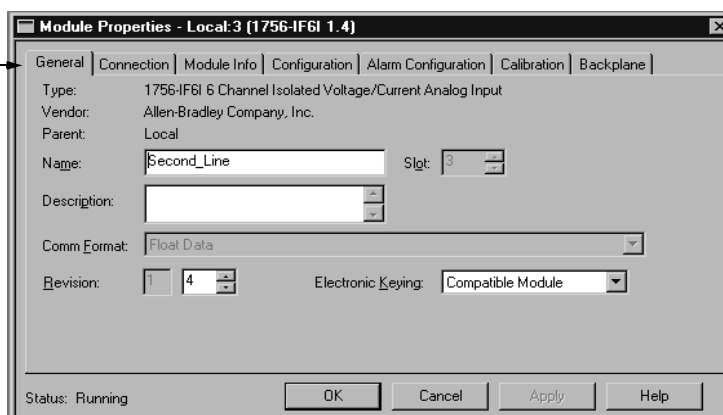 Module Properties - Local:3 (1756-IF6I 1.4)
General Connection Module Info Configuration Alarm Configuration Calibration Backplane
Type: 1756-IF6I 6 Channel Isolated Voltage/Current Analog Input
Vendor: Allen-Bradley Company, Inc.
Parent: Local
Name: Second_Line Slot: 3
Description:
Comm Format: Float Data
Revision: 1 4 Electronic Keying: Compatible Module
Status: Running OK Cancel Apply Help